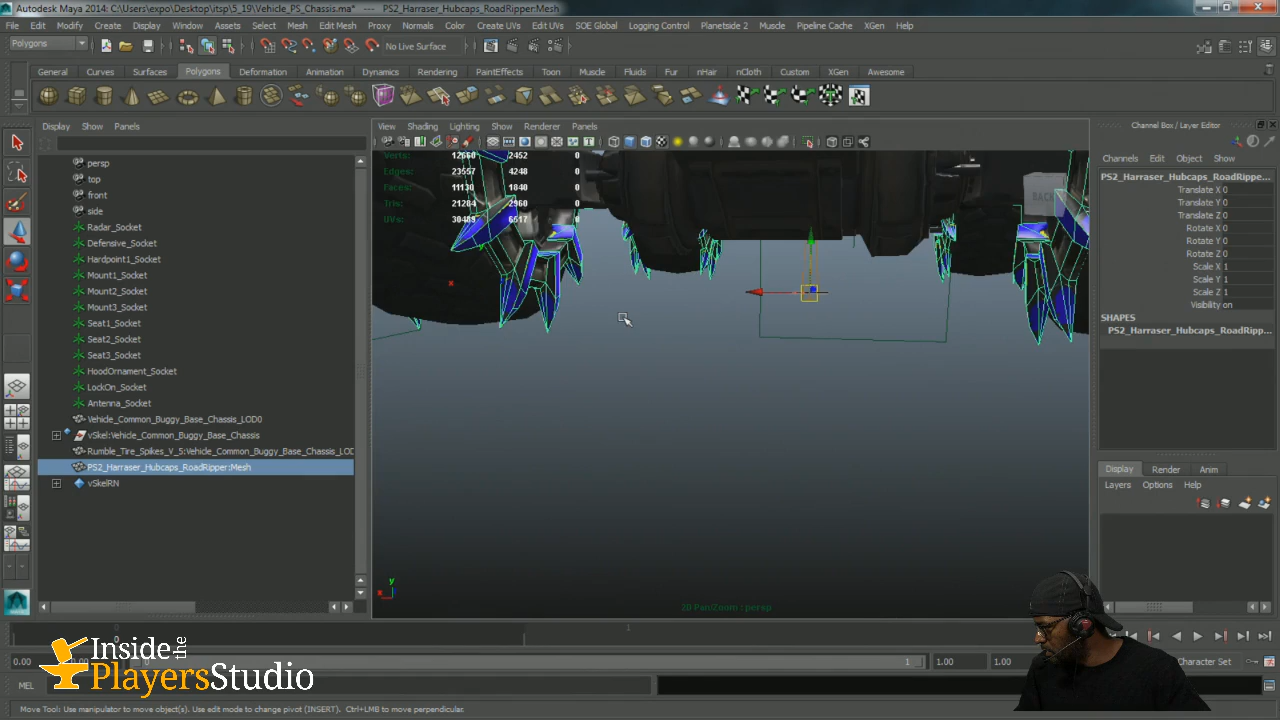 Autodesk Maya 2014: C:\Users\expo\Desktop\itsp\5_19\Vehicle_PS_Chassis.ma* --- PS2_Harraser_Hubcaps_RoadRipper:Mesh
File Edit Modify Create Display Window Assets Select Mesh Edit Mesh Proxy Normals Color Create UVs Edit UVs SOE Global Logging Control Planetside 2 Muscle Pipeline Cache XGen Help
Polygons No Live Surface
General Curves Surfaces Polygons Deformation Animation Dynamics Rendering PaintEffects Toon Muscle Fluids Fur nHair nCloth Custom XGen Awesome
Display Show Panels
View Shading Lighting Show Renderer Panels
Channel Box / Layer Editor
Channels Edit Object Show
persp
top
front
side
Radar_Socket
Defensive_Socket
Hardpoint1_Socket
Mount1_Socket
Mount2_Socket
Mount3_Socket
Seat1_Socket
Seat2_Socket
Seat3_Socket
HoodOrnament_Socket
LockOn_Socket
Antenna_Socket
Vehicle_Common_Buggy_Base_Chassis_LOD0
vSkel:Vehicle_Common_Buggy_Base_Chassis
Rumble_Tire_Spikes_V_5:Vehicle_Common_Buggy_Base_Chassis_LOD
PS2_Harraser_Hubcaps_RoadRipper:Mesh
vSkelRN
Verts: 12660 2452 0
Edges: 23557 4248 0
Faces: 11130 1840 0
Tris: 21284 2960 0
UVs: 30489 6517 0
BACK
y
x
2D Pan/Zoom : persp
PS2_Harraser_Hubcaps_RoadRippe...
Translate X 0
Translate Y 0
Translate Z 0
Rotate X 0
Rotate Y 0
Rotate Z 0
Scale X 1
Scale Y 1
Scale Z 1
Visibility on
SHAPES
PS2_Harraser_Hubcaps_RoadRipp...
Display Render Anim
Layers Options Help
0 1
0.00 0 1 1.00 1.00 Character Set
MEL
Inside the
PlayersStudio
Move Tool: Use manipulator to move object(s). Use edit mode to change pivot (INSERT). Ctrl+LMB to move perpendicular.